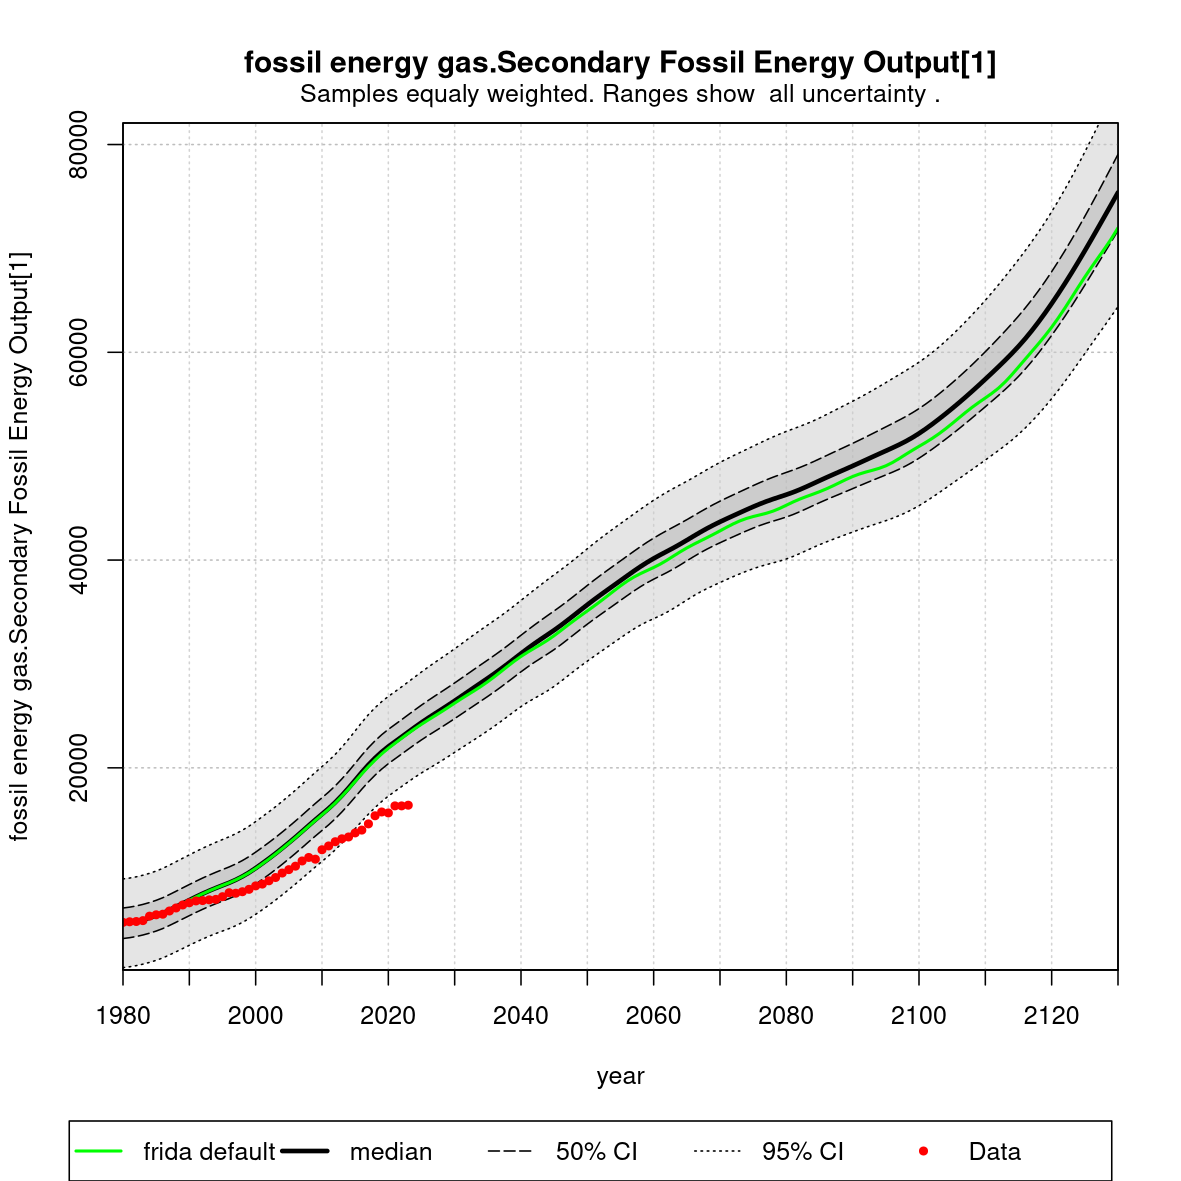 fossil energy gas.Secondary Fossil Energy Output[1]
Samples equaly weighted. Ranges show  all uncertainty .
fossil energy gas.Secondary Fossil Energy Output[1]
80000
60000
40000
20000
1980 2000 2020 2040 2060 2080 2100 2120
year
frida default median 50% CI 95% CI Data